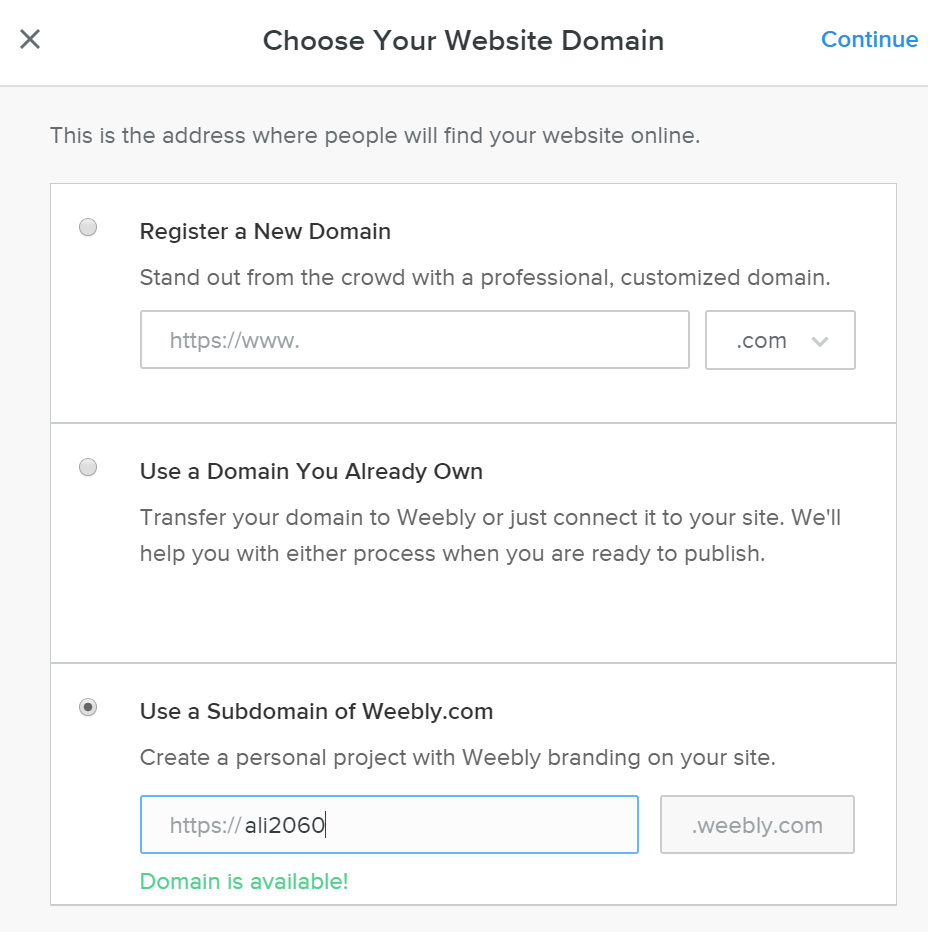 Choose Your Website Domain
Continue
This is the address where people will find your website online.
Register a New Domain
Stand out from the crowd with a professional, customized domain.
https://www.
.com
Use a Domain You Already Own
Transfer your domain to Weebly or just connect it to your site. We'll
help you with either process when you are ready to publish.
Use a Subdomain of Weebly.com
Create a personal project with Weebly branding on your site.
https:// ali2060
.weebly.com
Domain is available!